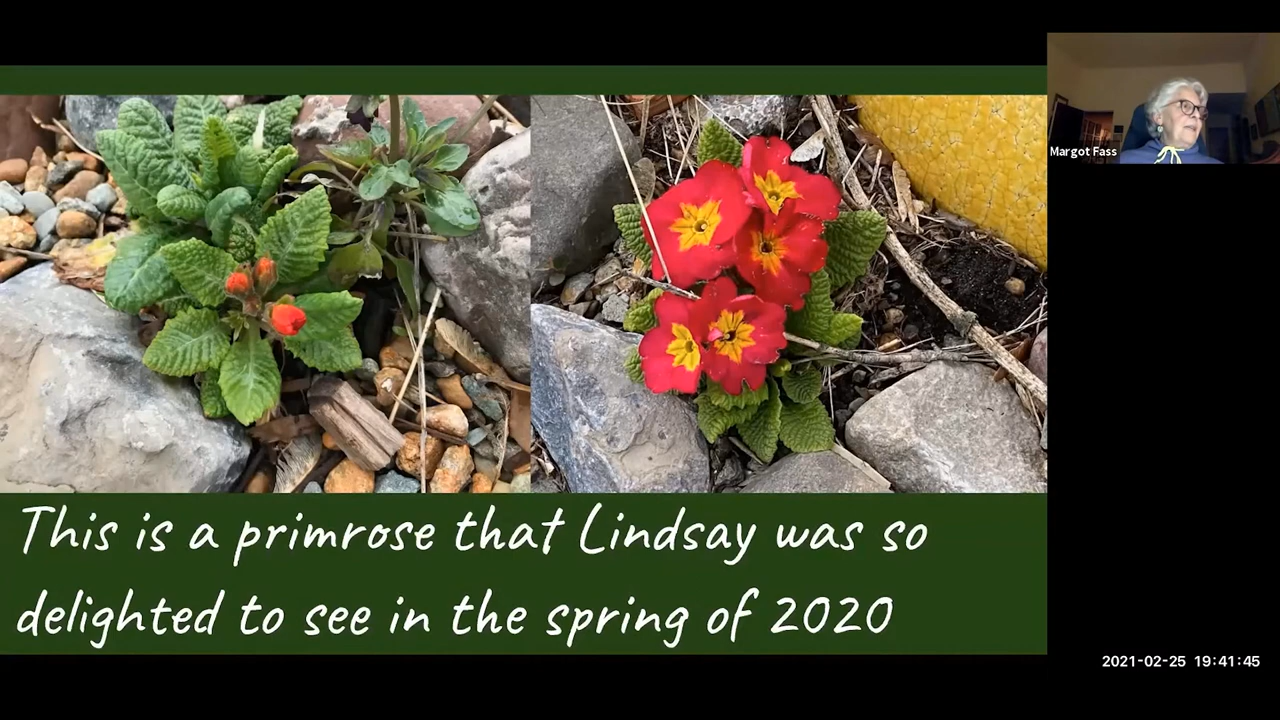 Margot Fass
This is a primrose that Lindsay was so
delighted to see in the spring of 2020
2021-02-25 19:41:45